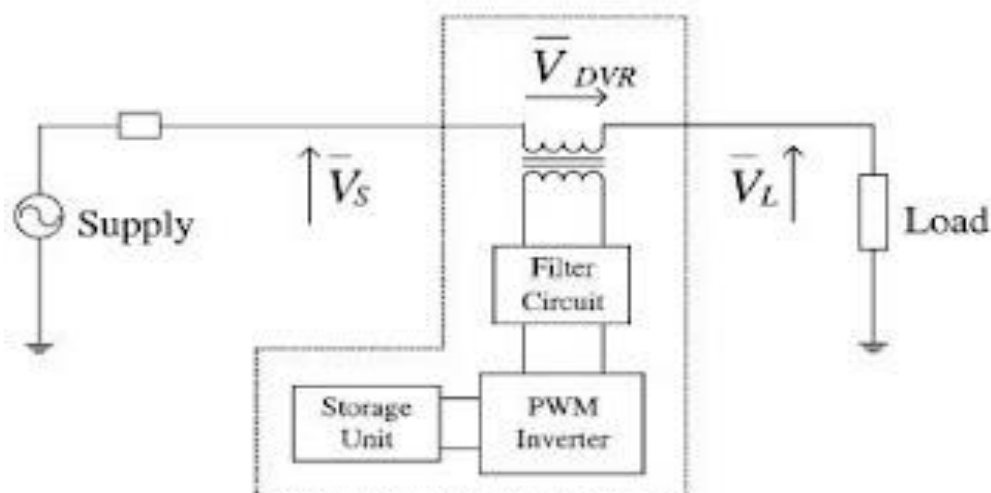 V̅ DVR
V̅S
V̅L
Supply
Load
Filter
Circuit
Storage
Unit
PWM
Inverter